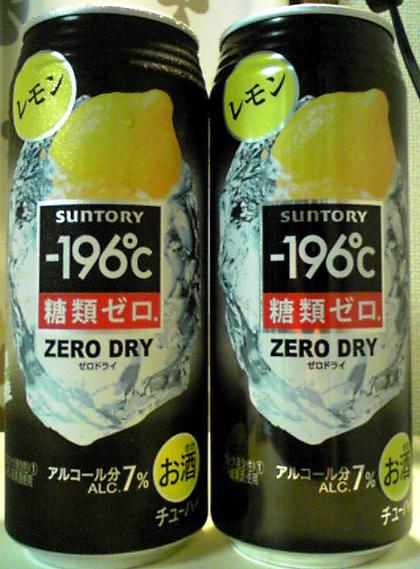 レモン
SUNTORY
-196℃
糖類ゼロ。
ZERO DRY
ゼロドライ
アルコール分 7%
ALC.
お酒
チューハイ
レモン
SUNTORY
-196℃
糖類ゼロ。
ZERO DRY
ゼロドライ
アルコール分 7%
ALC.
お酒
チューハ